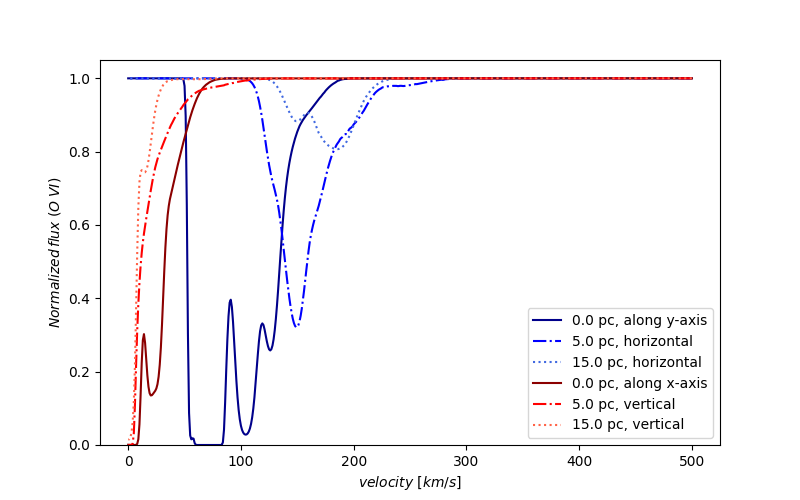 1.0
0.8
0.6
0.4
0.2
0.0
Normalized flux (O VI)
0.0 pc, along y-axis
5.0 pc, horizontal
15.0 pc, horizontal
0.0 pc, along x-axis
5.0 pc, vertical
15.0 pc, vertical
0 100 200 300 400 500
velocity [km/s]